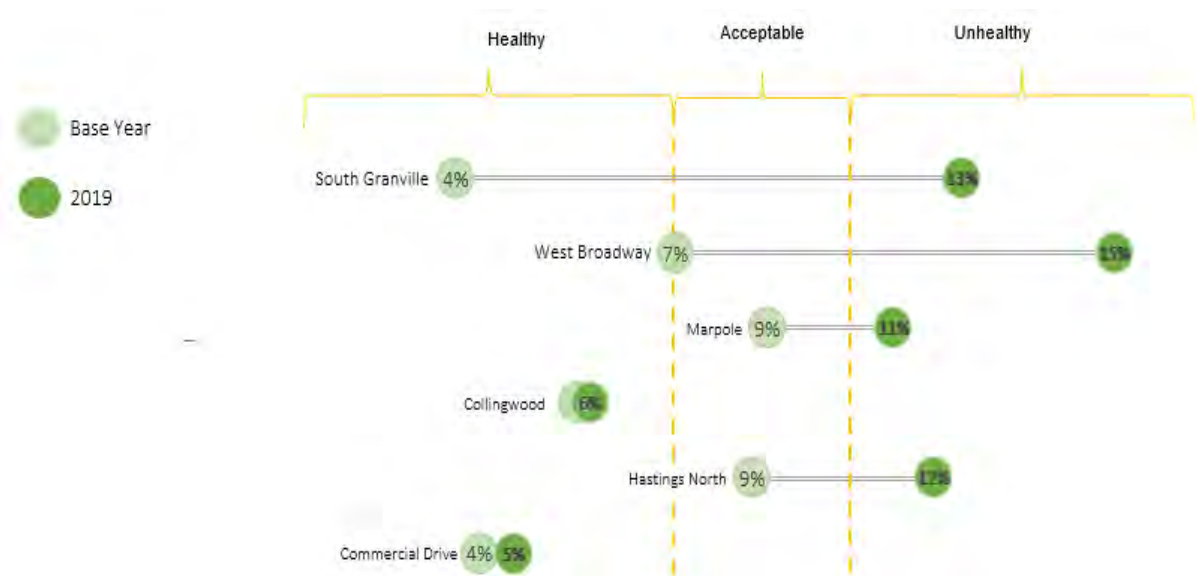 Healthy Acceptable Unhealthy
Base Year
2019
South Granville 4% 13%
West Broadway 7% 15%
Marpole 9% 11%
Collingwood 6%
Hastings North 9% 12%
Commercial Drive 4% 5%